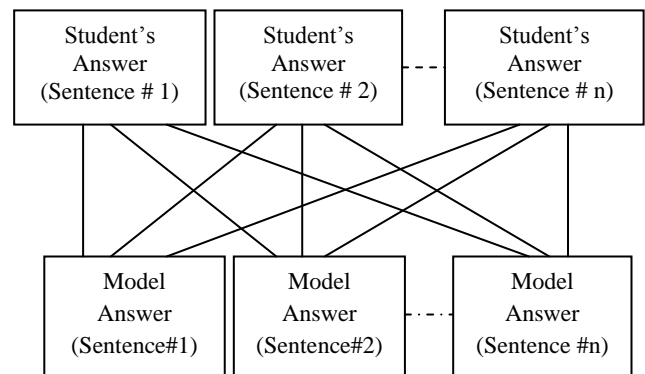 Student's
Answer
(Sentence # 1)
Student's
Answer
(Sentence # 2)
Student's
Answer
(Sentence # n)
Model
Answer
(Sentence#1)
Model
Answer
(Sentence#2)
Model
Answer
(Sentence #n)